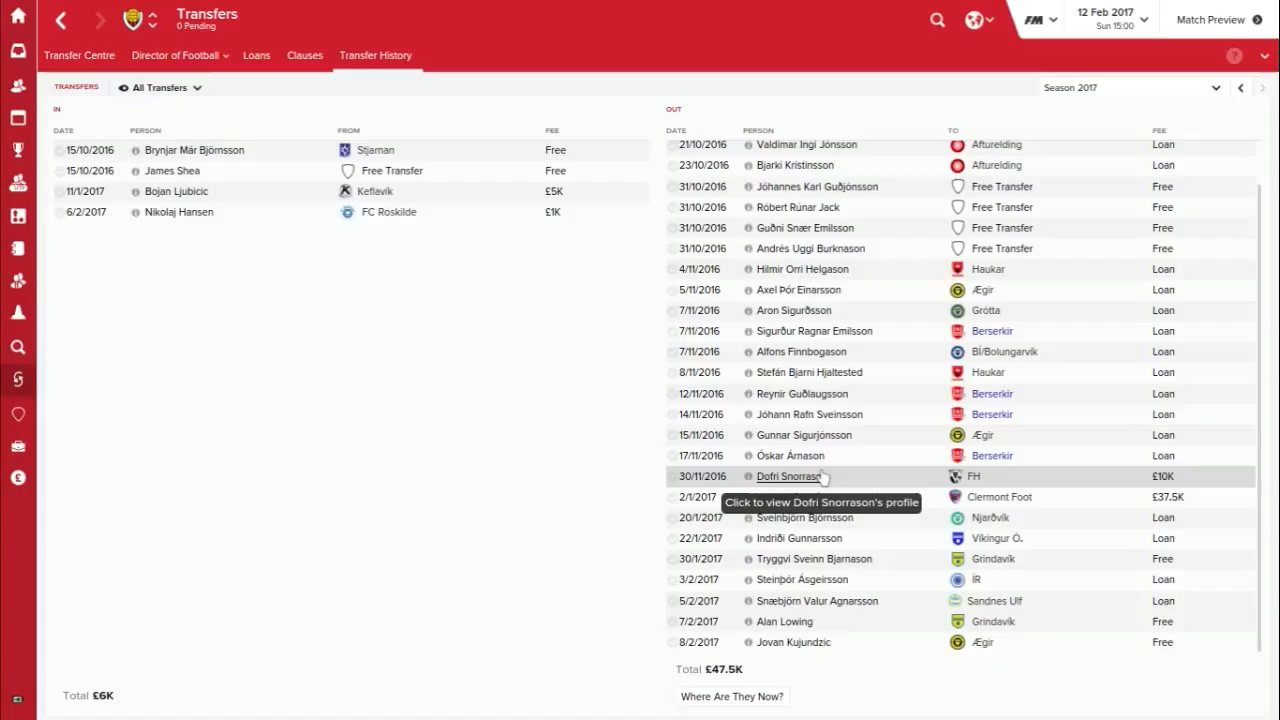 Transfers
0 Pending
FM
12 Feb 2017
Sun 15:00
Match Preview
Transfer Centre Director of Football Loans Clauses Transfer History
?
TRANSFERS All Transfers Season 2017
IN
DATE PERSON FROM FEE
15/10/2016 Brynjar Már Björnsson Stjarnan Free
15/10/2016 James Shea Free Transfer Free
11/1/2017 Bojan Ljubicic Keflavík £5K
6/2/2017 Nikolaj Hansen FC Roskilde £1K
Total £6K
OUT
DATE PERSON TO FEE
21/10/2016 Valdimar Ingi Jónsson Afturelding Loan
23/10/2016 Bjarki Kristinsson Afturelding Loan
31/10/2016 Jóhannes Karl Guðjónsson Free Transfer Free
31/10/2016 Róbert Rúnar Jack Free Transfer Free
31/10/2016 Guðni Snær Emilsson Free Transfer Free
31/10/2016 Andrés Uggi Burknason Free Transfer Free
4/11/2016 Hilmir Orri Helgason Haukar Loan
5/11/2016 Axel Þór Einarsson Ægir Loan
7/11/2016 Aron Sigurðsson Grótta Loan
7/11/2016 Sigurður Ragnar Emilsson Berserkir Loan
7/11/2016 Alfons Finnbogason BÍ/Bolungarvík Loan
8/11/2016 Stefán Bjarni Hjaltested Haukar Loan
12/11/2016 Reynir Guðlaugsson Berserkir Loan
14/11/2016 Jóhann Rafn Sveinsson Berserkir Loan
15/11/2016 Gunnar Sigurjónsson Ægir Loan
17/11/2016 Óskar Árnason Berserkir Loan
30/11/2016 Dofri Snorrason FH £10K
2/1/2017 Clermont Foot £37.5K
Click to view Dofri Snorrason's profile
20/1/2017 Sveinbjörn Björnsson Njarðvík Loan
22/1/2017 Indriði Gunnarsson Víkingur Ó. Loan
30/1/2017 Tryggvi Sveinn Bjarnason Grindavík Free
3/2/2017 Steinþór Ásgeirsson ÍR Loan
5/2/2017 Snæbjörn Valur Agnarsson Sandnes Ulf Loan
7/2/2017 Alan Lowing Grindavík Free
8/2/2017 Jovan Kujundzic Ægir Free
Total £47.5K
Where Are They Now?